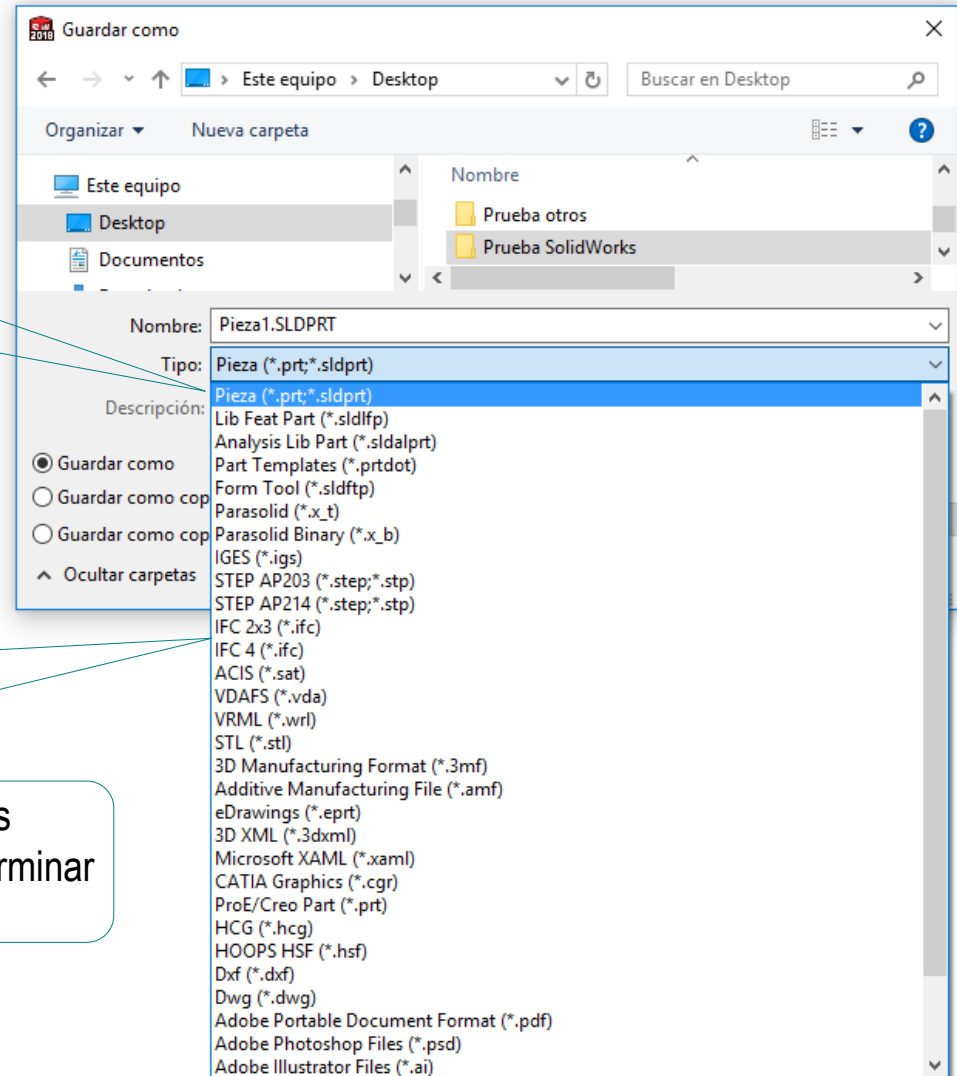 SW 2018 Guardar como
Este equipo > Desktop
Buscar en Desktop
Organizar
Nueva carpeta
?
Este equipo
Desktop
Documentos
Nombre
Prueba otros
Prueba SolidWorks
Nombre: Pieza1.SLDPRT
Tipo: Pieza (*.prt;*.sldprt)
Descripción:
Guardar como
Guardar como cop
Guardar como cop
Ocultar carpetas
Pieza (*.prt;*.sldprt)
Lib Feat Part (*.sldlfp)
Analysis Lib Part (*.sldalprt)
Part Templates (*.prtdot)
Form Tool (*.sldftp)
Parasolid (*.x_t)
Parasolid Binary (*.x_b)
IGES (*.igs)
STEP AP203 (*.step;*.stp)
STEP AP214 (*.step;*.stp)
IFC 2x3 (*.ifc)
IFC 4 (*.ifc)
ACIS (*.sat)
VDAFS (*.vda)
VRML (*.wrl)
STL (*.stl)
3D Manufacturing Format (*.3mf)
Additive Manufacturing File (*.amf)
eDrawings (*.eprt)
3D XML (*.3dxml)
Microsoft XAML (*.xaml)
CATIA Graphics (*.cgr)
ProE/Creo Part (*.prt)
HCG (*.hcg)
HOOPS HSF (*.hsf)
Dxf (*.dxf)
Dwg (*.dwg)
Adobe Portable Document Format (*.pdf)
Adobe Photoshop Files (*.psd)
Adobe Illustrator Files (*.ai)
s
rminar